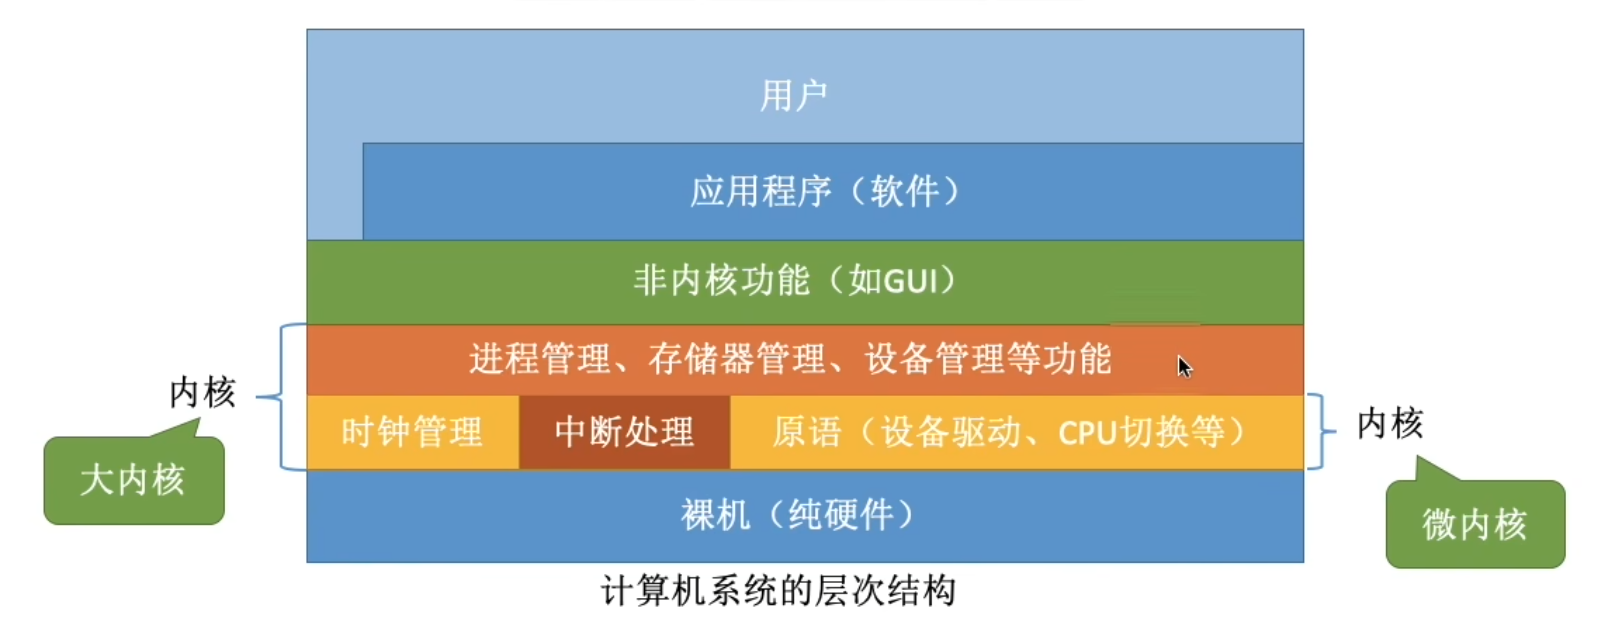 用户
应用程序（软件）
非内核功能（如GUI）
进程管理、存储器管理、设备管理等功能
内核
时钟管理
中断处理
原语（设备驱动、CPU切换等）
内核
大内核
裸机（纯硬件）
微内核
计算机系统的层次结构